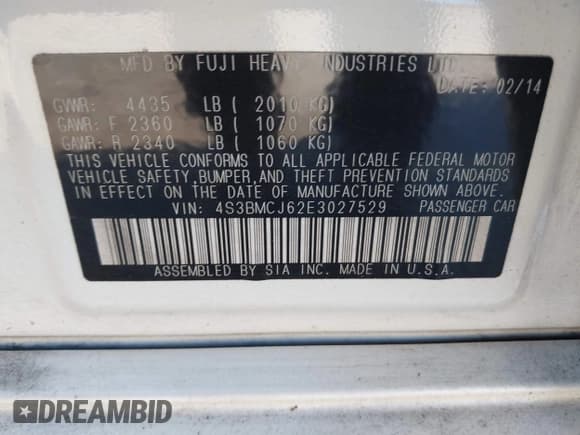 MFD BY FUJI HEAVY INDUSTRIES LTD.
DATE: 02/14
GVWR: 4435 LB ( 2010 KG)
GAWR: F 2360 LB ( 1070 KG)
GAWR: R 2340 LB ( 1060 KG)
THIS VEHICLE CONFORMS TO ALL APPLICABLE FEDERAL MOTOR
VEHICLE SAFETY,BUMPER,AND THEFT PREVENTION STANDARDS
IN EFFECT ON THE DATE OF MANUFACTURE SHOWN ABOVE.
VIN: 4S3BMCJ62E3027529 PASSENGER CAR
ASSEMBLED BY SIA INC. MADE IN U.S.A.
DREAMBID